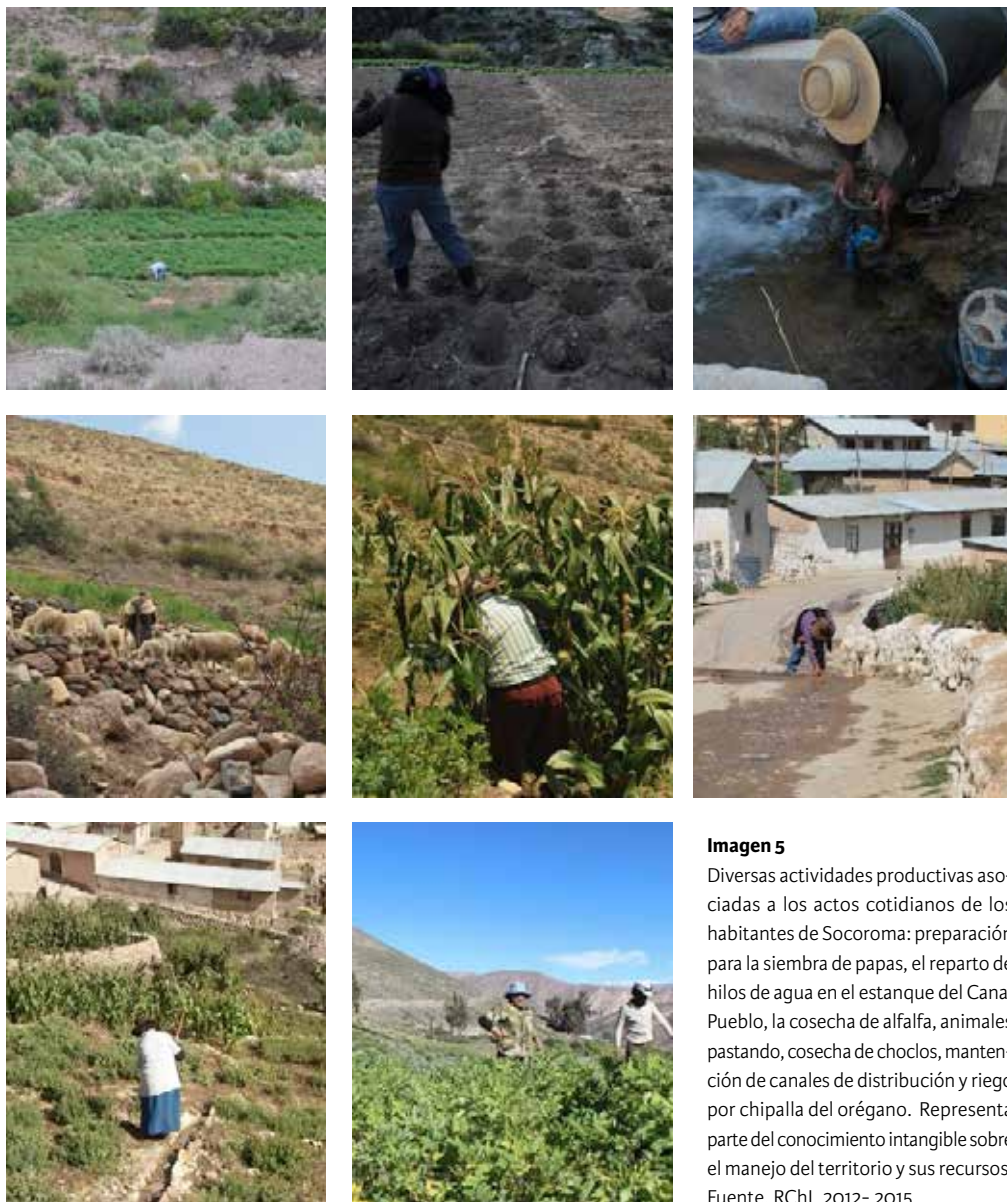 Imagen 5
Diversas actividades productivas aso-
ciadas a los actos cotidianos de los
habitantes de Socoroma: preparación
para la siembra de papas, el reparto de
hilos de agua en el estanque del Canal
Pueblo, la cosecha de alfalfa, animales
pastando, cosecha de choclos, manten-
ción de canales de distribución y riego
por chipalla del orégano. Representa
parte del conocimiento intangible sobre
el manejo del territorio y sus recursos.
Fuente, RChL, 2012- 2015